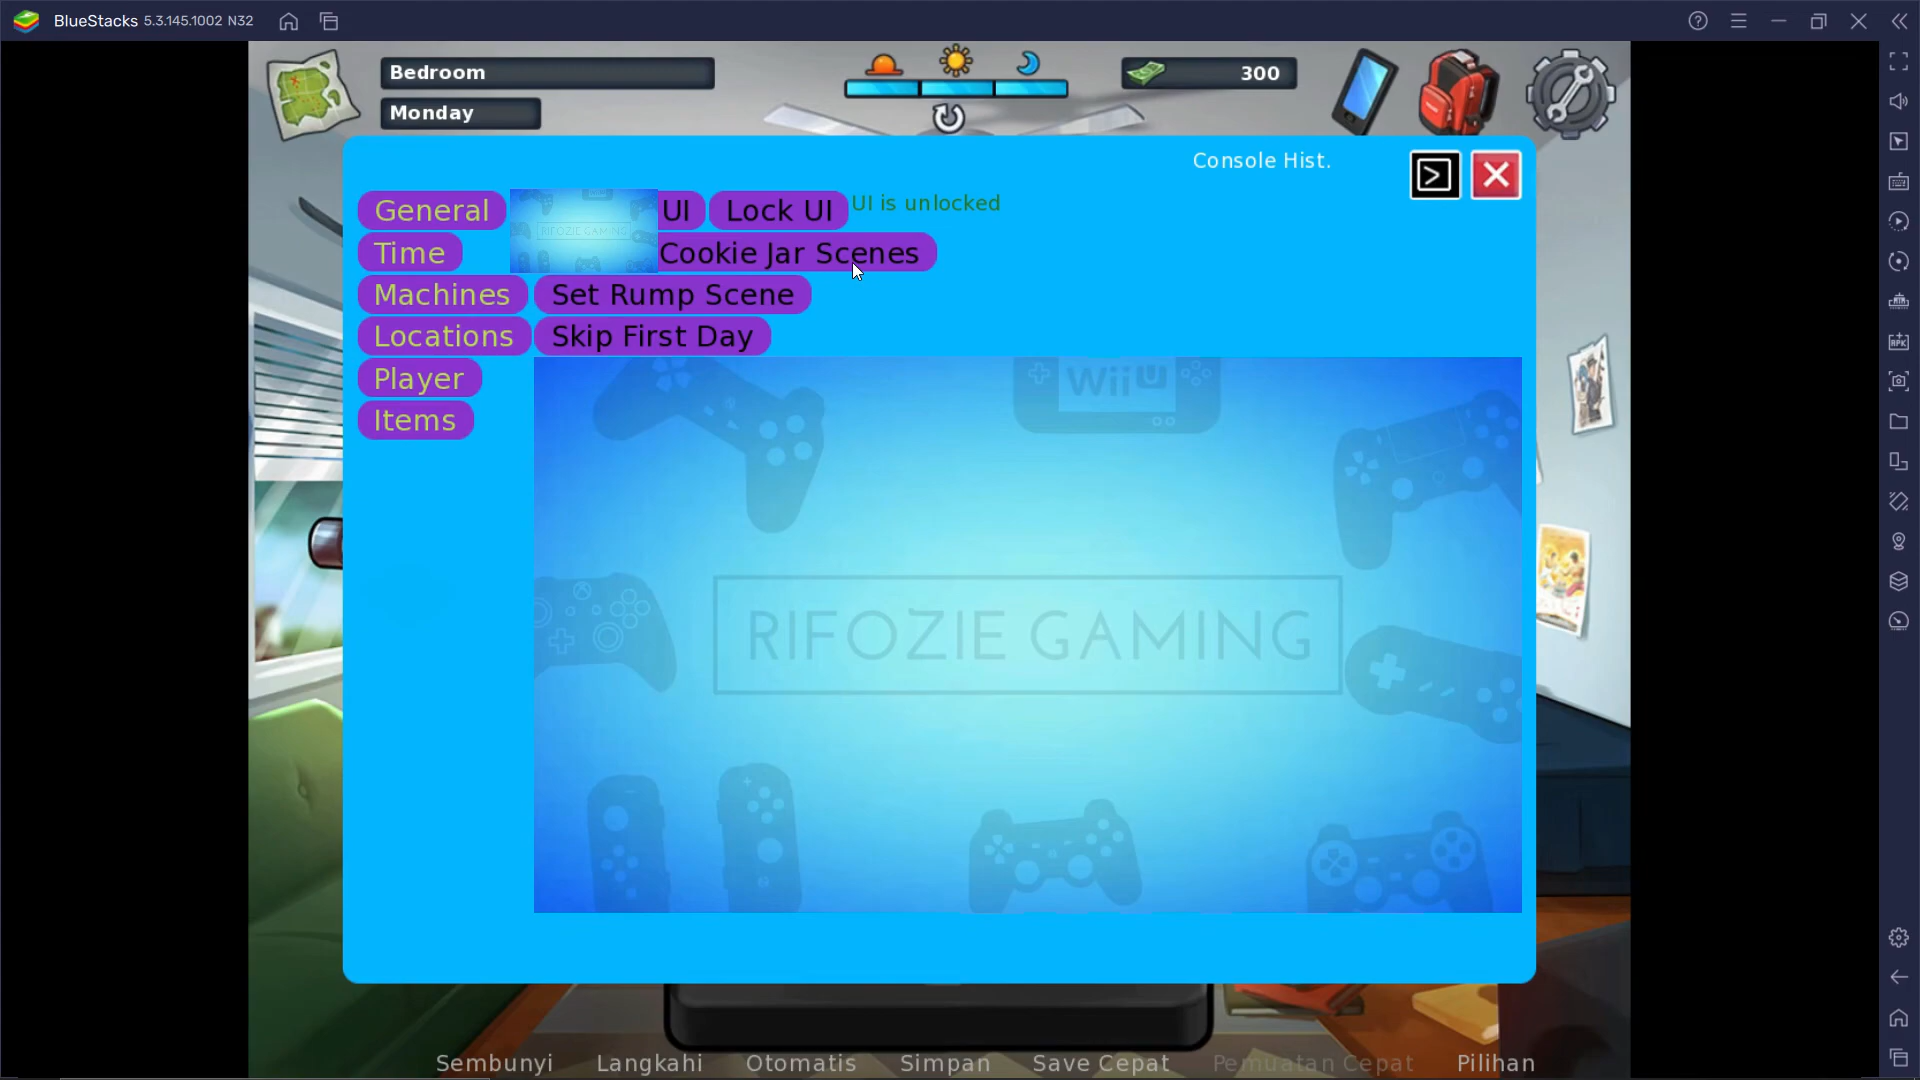 BlueStacks 5.3.145.1002 N32
Bedroom
300
Monday
Console Hist.
General
UI
Lock UI
UI is unlocked
RIFOZIE GAMING
Time
Cookie Jar Scenes
Machines
Set Rump Scene
Locations
Skip First Day
Player
Items
Wii U
RIFOZIE GAMING
Sembunyi Langkahi Otomatis Simpan Save Cepat Pemuatan Cepat Pilihan